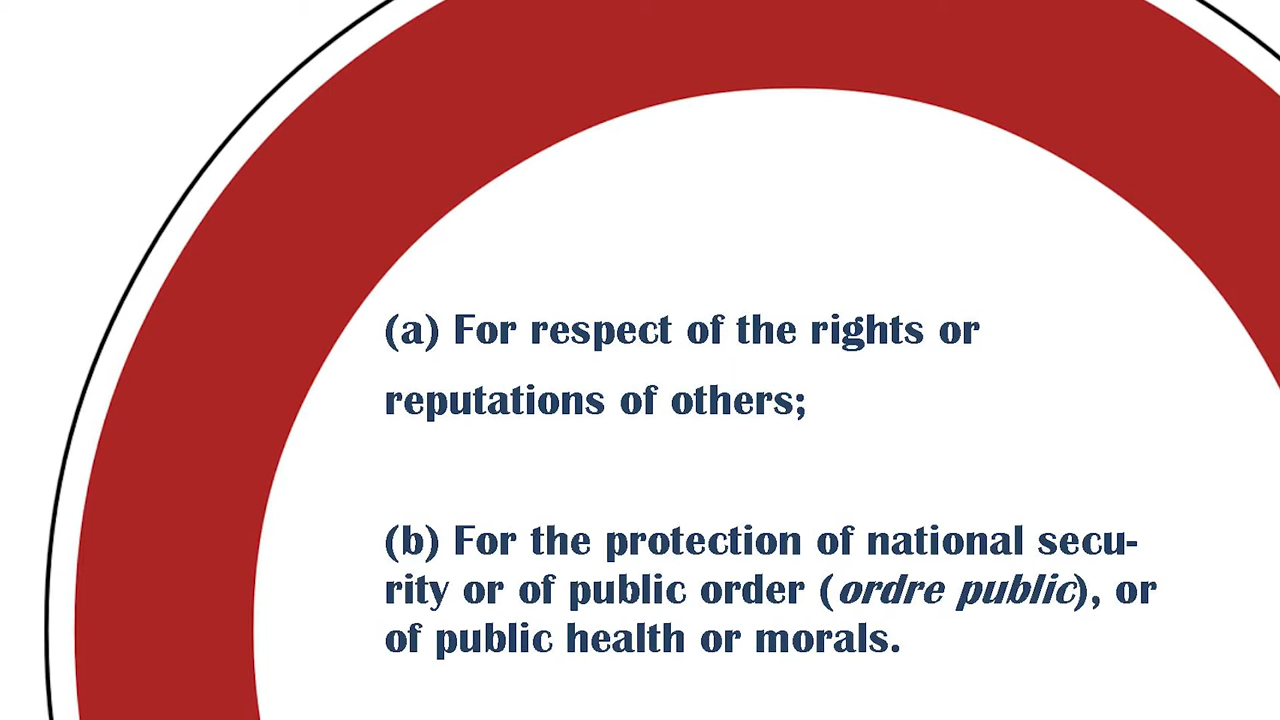 (a) For respect of the rights or
reputations of others;
(b) For the protection of national secu-
rity or of public order (ordre public), or
of public health or morals.